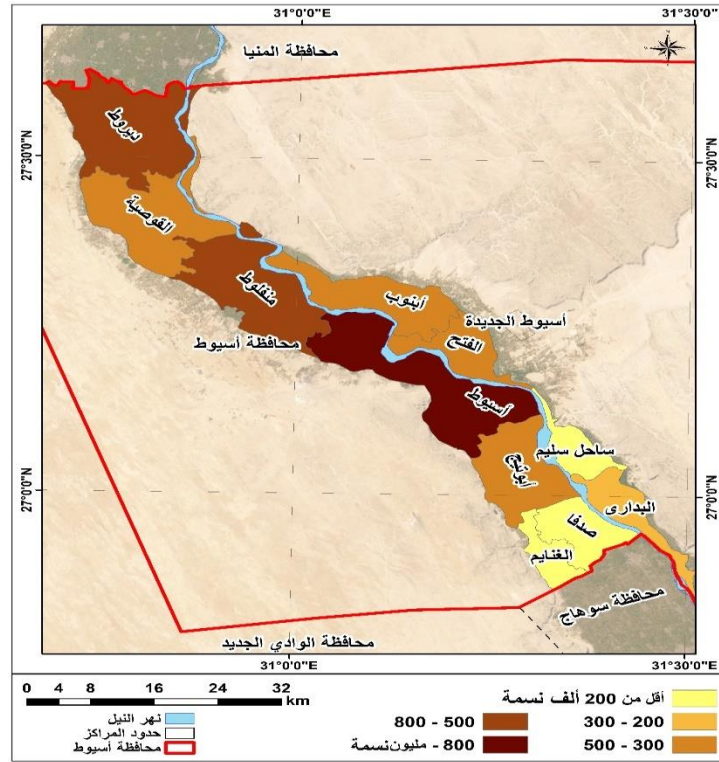 31°0'0"E
31°30'0"E
محافظة المنيا
ديروط
27°30'0"N
27°30'0"N
القوصية
منفلوط
أبنوب
أسيوط الجديدة
الفتح
محافظة أسيوط
أسيوط
ساحل سليم
أبوتيج
27°0'0"N
27°0'0"N
البدارى
صدفا
الغنايم
محافظة سوهاج
محافظة الوادي الجديد
31°0'0"E
31°30'0"E
0 4 8 16 24 32
km
نهر النيل
حدود المراكز
محافظة أسيوط
أقل من 200 ألف نسمة
200 - 300
300 - 500
500 - 800
800 - مليون نسمة